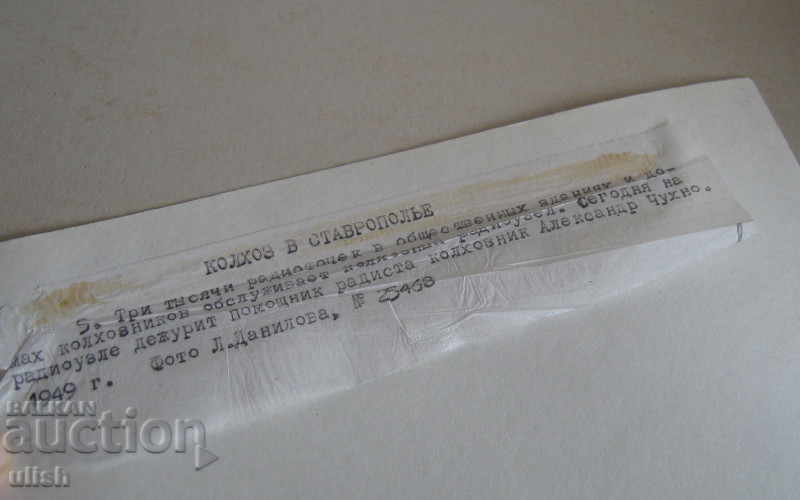 КОЛХОЗ В СТАВРОПОЛЬЕ
5. Три тысячи радиоточек в общественных зданиях и до-
мах колхозников обслуживает колхозный радиоузел. Сегодня на
радиоузле дежурит помощник радиста колхозник Александр Чухно.
1949 г. Фото Л.Данилова, № 25468
BALKAN
auction
ulish